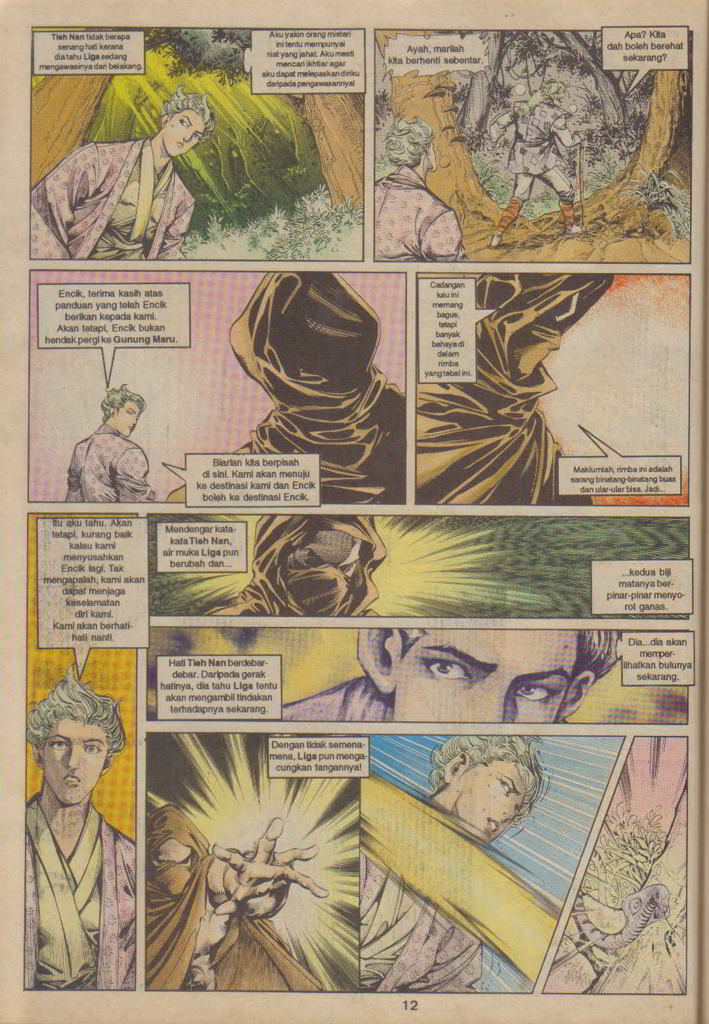 Tieh Nan tidak berapa
senang hati kerana
dia tahu Liga sedang
mengawasinya dari belakang.
Aku yakin orang misteri
ini tentu mempunyai
niat yang jahat. Aku mesti
mencari ikhtiar agar
aku dapat melepaskan diriku
daripada pengawasannya!
Ayah, marilah
kita berhenti sebentar.
Apa? Kita
dah boleh berehat
sekarang?
Encik, terima kasih atas
panduan yang telah Encik
berikan kepada kami.
Akan tetapi, Encik bukan
hendak pergi ke Gunung Maru.
Biarlah kita berpisah
di sini. Kami akan menuju
ke destinasi kami dan Encik
boleh ke destinasi Encik.
Cadangan
kau ini
memang
bagus,
tetapi
banyak
bahaya di
dalam
rimba
yang tebal ini.
Maklumlah, rimba ini adalah
sarang binatang-binatang buas
dan ular-ular bisa. Jadi...
Itu aku tahu. Akan
tetapi, kurang baik
kalau kami
menyusahkan
Encik lagi. Tak
mengapalah, kami akan
dapat menjaga
keselamatan
diri kami.
Kami akan berhati-
hati nanti.
Mendengar kata-
kata Tieh Nan,
air muka Liga pun
berubah dan...
...kedua biji
matanya ber-
pinar-pinar menyo-
rot ganas.
Hati Tieh Nan berdebar-
debar. Daripada gerak
hatinya, dia tahu Liga tentu
akan mengambil tindakan
terhadapnya sekarang.
Dia...dia akan
memper-
lihatkan bulunya
sekarang.
Dengan tidak semena-
mena, Liga pun menga-
cungkan tangannya!
12